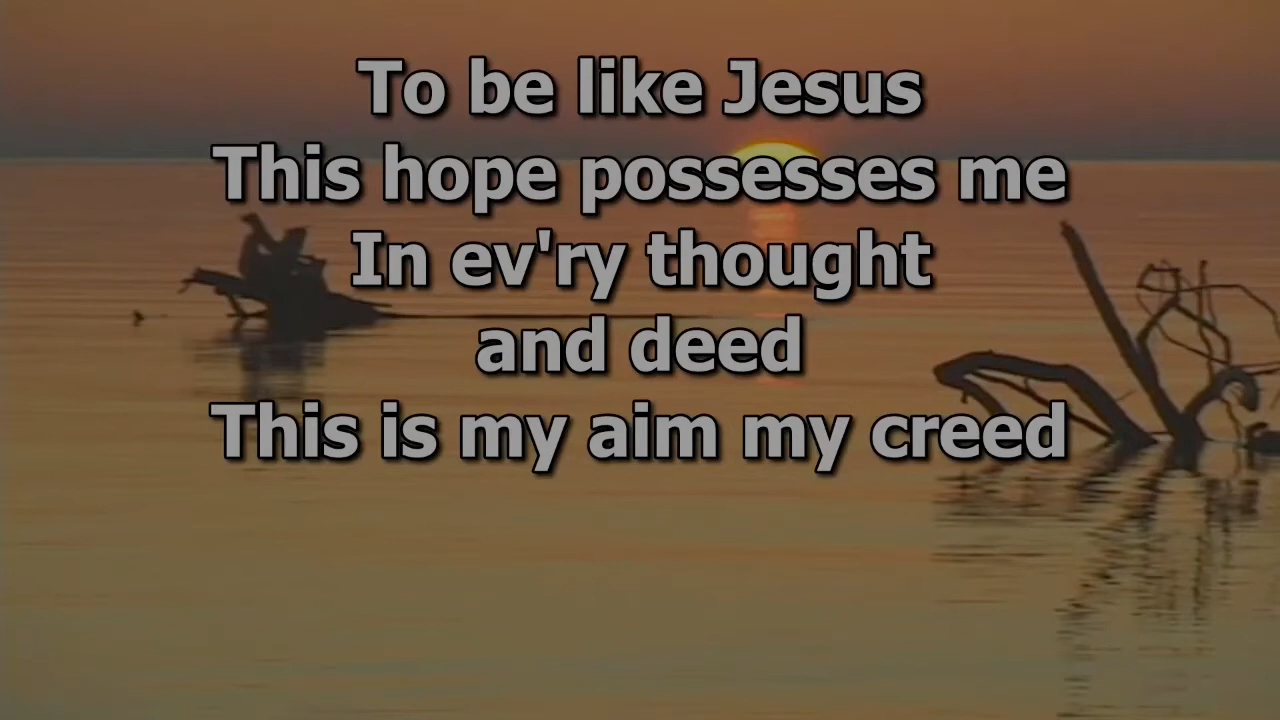 To be like Jesus
This hope possesses me
In ev'ry thought
and deed
This is my aim my creed